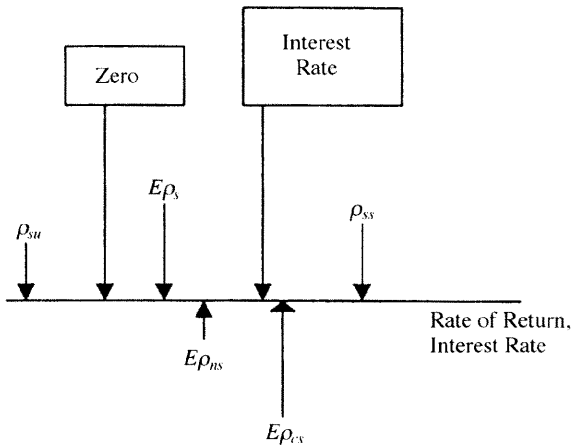 Interest
Rate
Zero
Eρs
ρsu
ρss
Rate of Return,
Interest Rate
Eρns
Eρcs